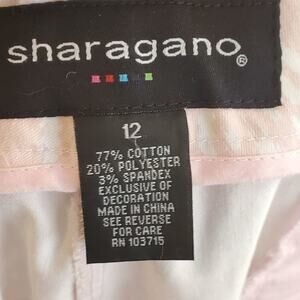 sharagano®
12
77% COTTON
20% POLYESTER
3% SPANDEX
EXCLUSIVE OF
DECORATION
MADE IN CHINA
SEE REVERSE
FOR CARE
RN 103715